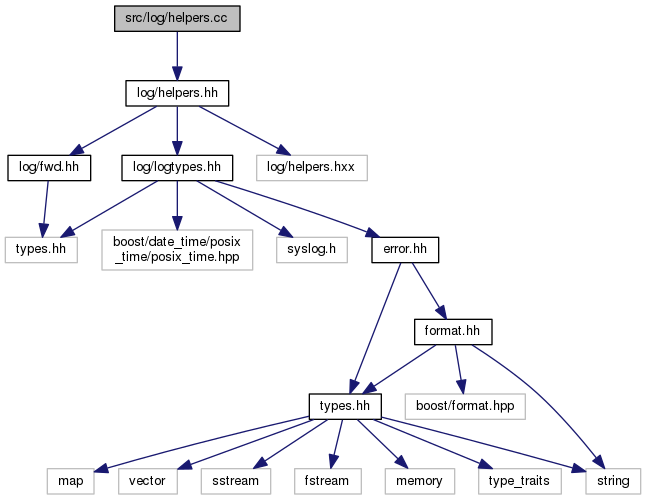 src/log/helpers.cc
log/helpers.hh
log/fwd.hh
log/logtypes.hh
log/helpers.hxx
types.hh
boost/date_time/posix
_time/posix_time.hpp
syslog.h
error.hh
format.hh
types.hh
boost/format.hpp
map
vector
sstream
fstream
memory
type_traits
string